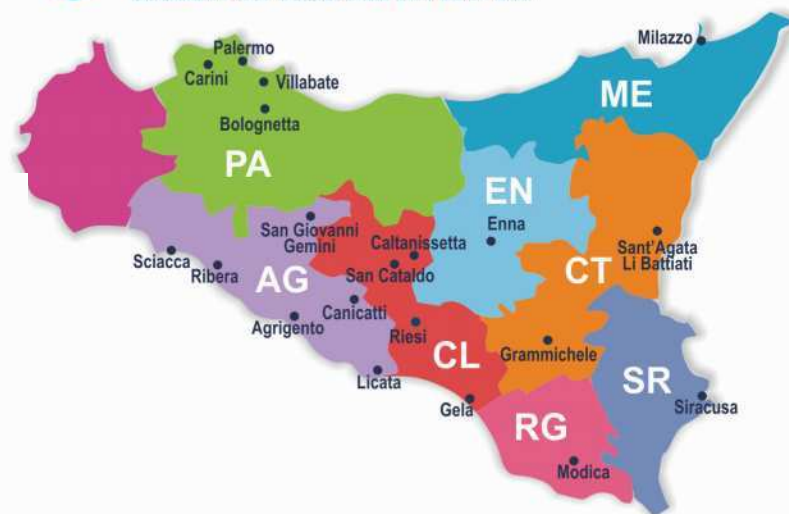 Milazzo
Palermo
Carini
Villabate
Bolognetta
ME
PA
EN
Enna
San Giovanni
Gemini
Caltanissetta
San Cataldo
Sant'Agata
Li Battiati
Sciacca
Ribera
AG
CT
Canicatti
Agrigento
Riesi
CL
Grammichele
SR
Licata
Gela
Siracusa
RG
Modica